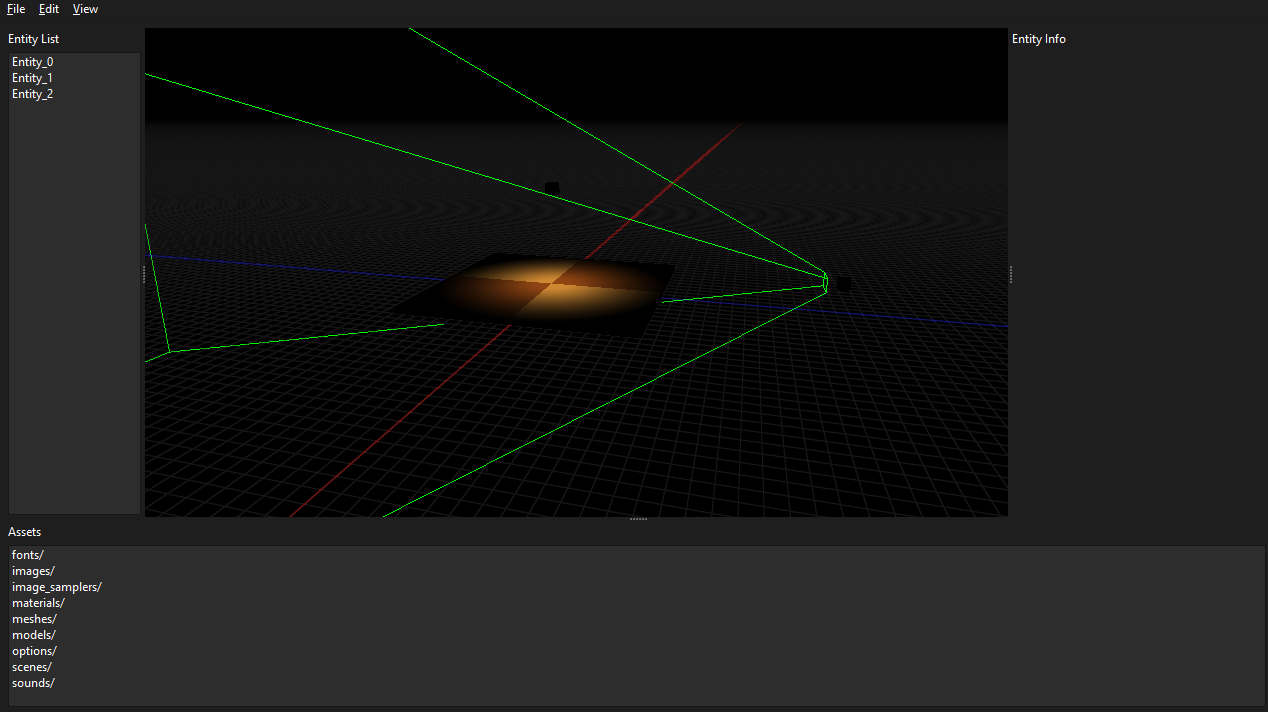 File Edit View
Entity List
Entity_0
Entity_1
Entity_2
Entity Info
Assets
fonts/
images/
image_samplers/
materials/
meshes/
models/
options/
scenes/
sounds/